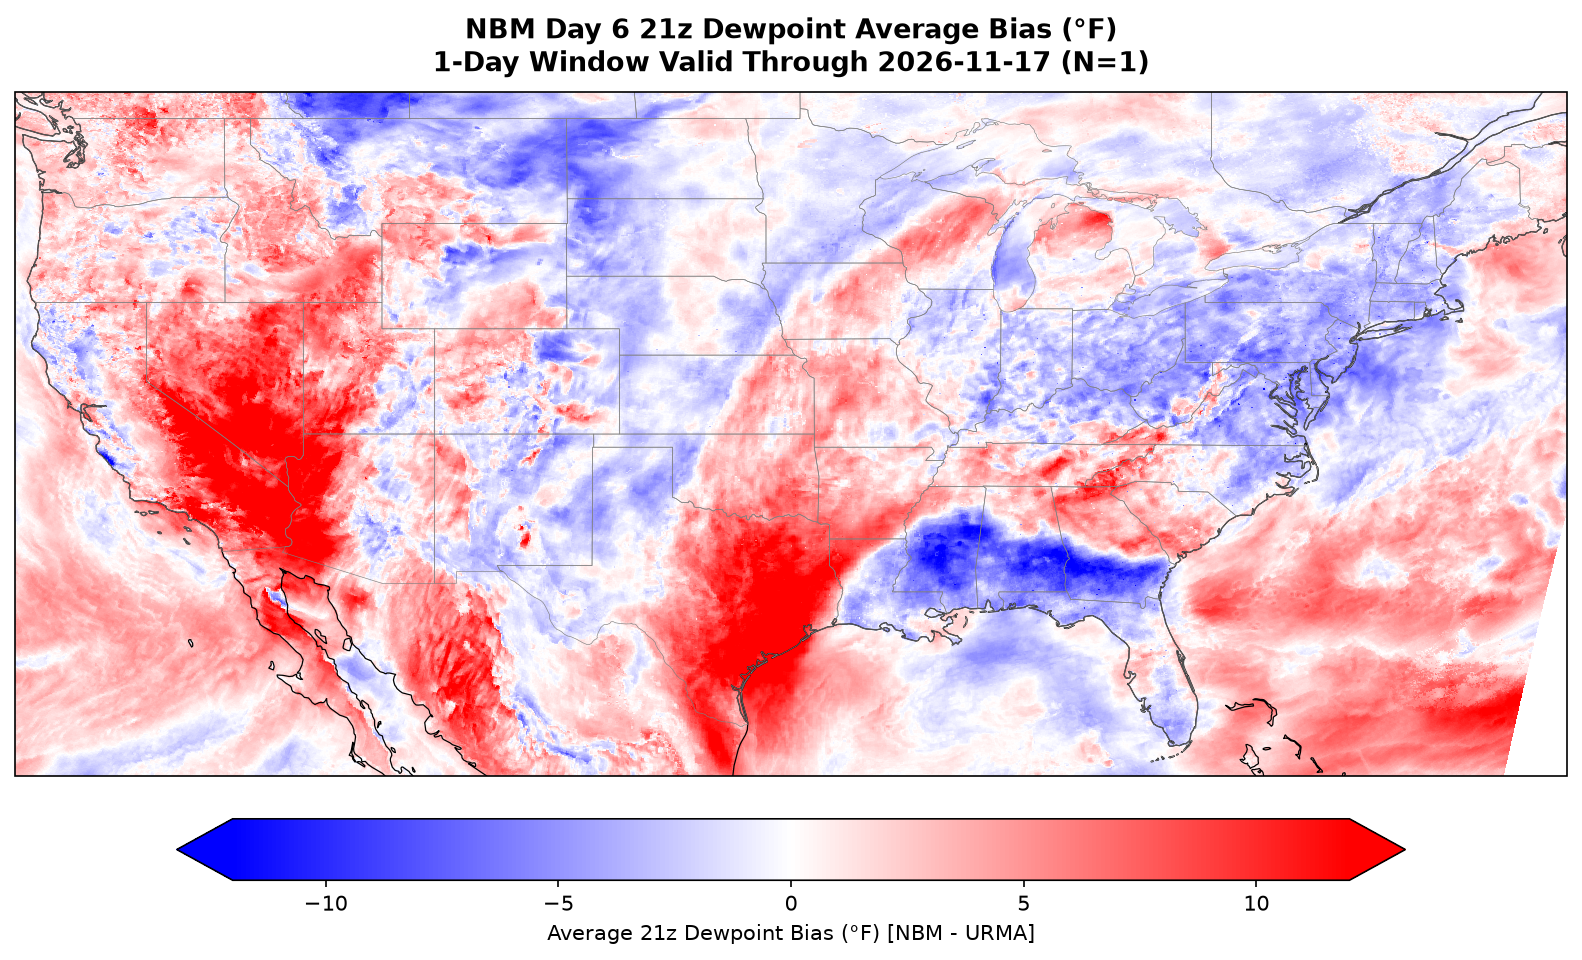 NBM Day 6 21z Dewpoint Average Bias (°F)
1-Day Window Valid Through 2026-11-17 (N=1)
−10 −5 0 5 10
Average 21z Dewpoint Bias (°F) [NBM - URMA]